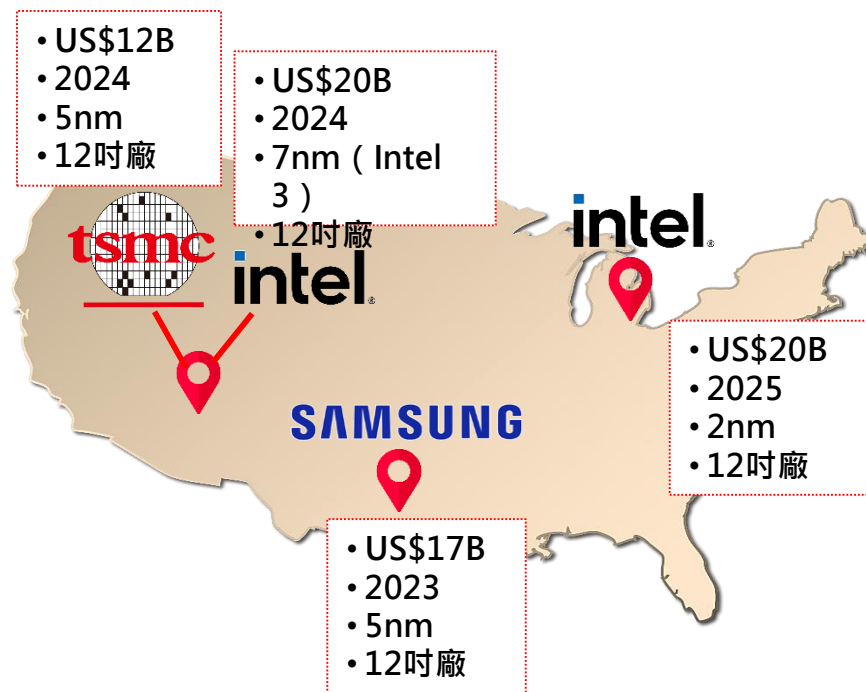 • US$12B
• 2024
• 5nm
• 12吋廠
• US$20B
• 2024
• 7nm（Intel
3）
• 12吋廠
tsmc
intel®
intel®
• US$20B
• 2025
• 2nm
• 12吋廠
SAMSUNG
• US$17B
• 2023
• 5nm
• 12吋廠